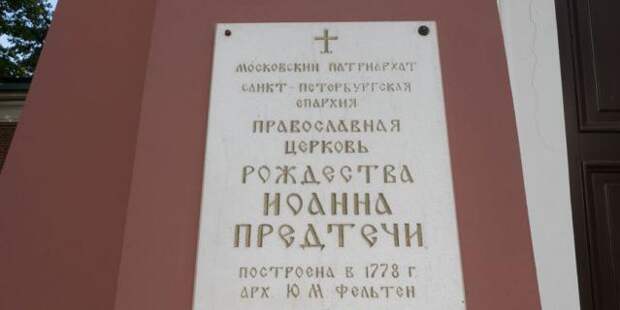 МОСКОВСКИЙ ПАТРИАРХАТ
САНКТ-ПЕТЕРБУРГСКАЯ
ЕПАРХИЯ
ПРАВОСЛАВНАЯ
ЦЕРКОВЬ
РОЖДЕСТВА
ИОАННА
ПРЕДТЕЧИ
ПОСТРОЕНА В 1778 Г.
АРХ. Ю М ФЕЛЬТЕН